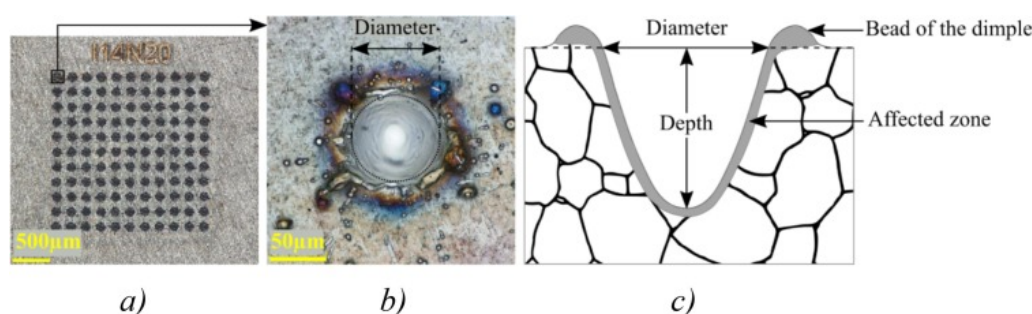 I14N20
500µm
a)
Diameter
50µm
b)
Diameter
Depth
Bead of the dimple
Affected zone
c)